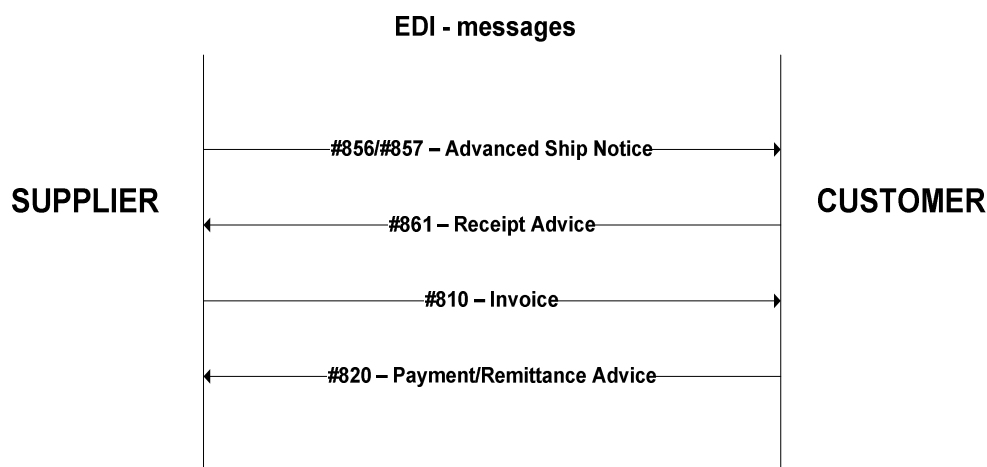 EDI - messages
#856/#857 – Advanced Ship Notice
SUPPLIER
CUSTOMER
#861 – Receipt Advice
#810 – Invoice
#820 – Payment/Remittance Advice